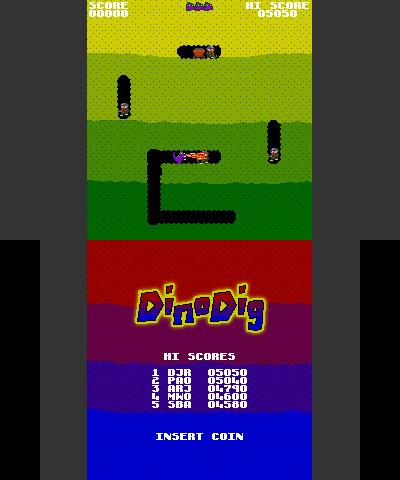 SCORE HI SCORE
00000 05050
DinoDig
HI SCORES
1 DJR 05050
2 PAO 05040
3 ARJ 04790
4 MWO 04600
5 SBA 04580
INSERT COIN